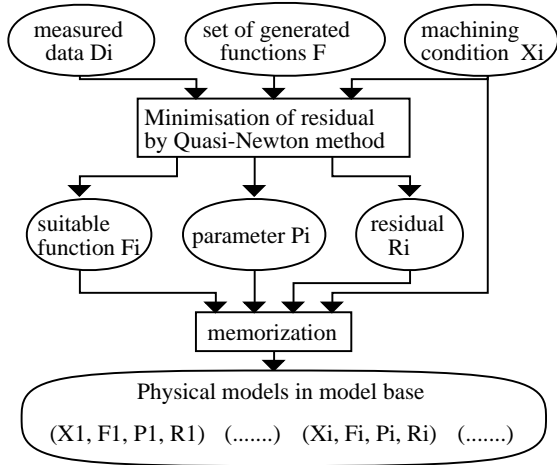 measured
data Di
set of generated
functions F
machining
condition Xi
Minimisation of residual
by Quasi-Newton method
suitable
function Fi
parameter Pi
residual
Ri
memorization
Physical models in model base
(X1, F1, P1, R1) (.......) (Xi, Fi, Pi, Ri) (.......)